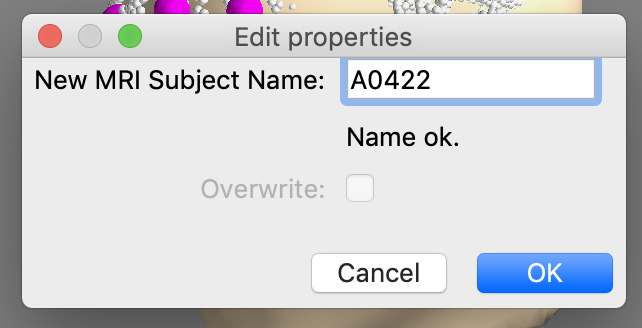 Edit properties
New MRI Subject Name: A0422
Name ok.
Overwrite:
Cancel OK